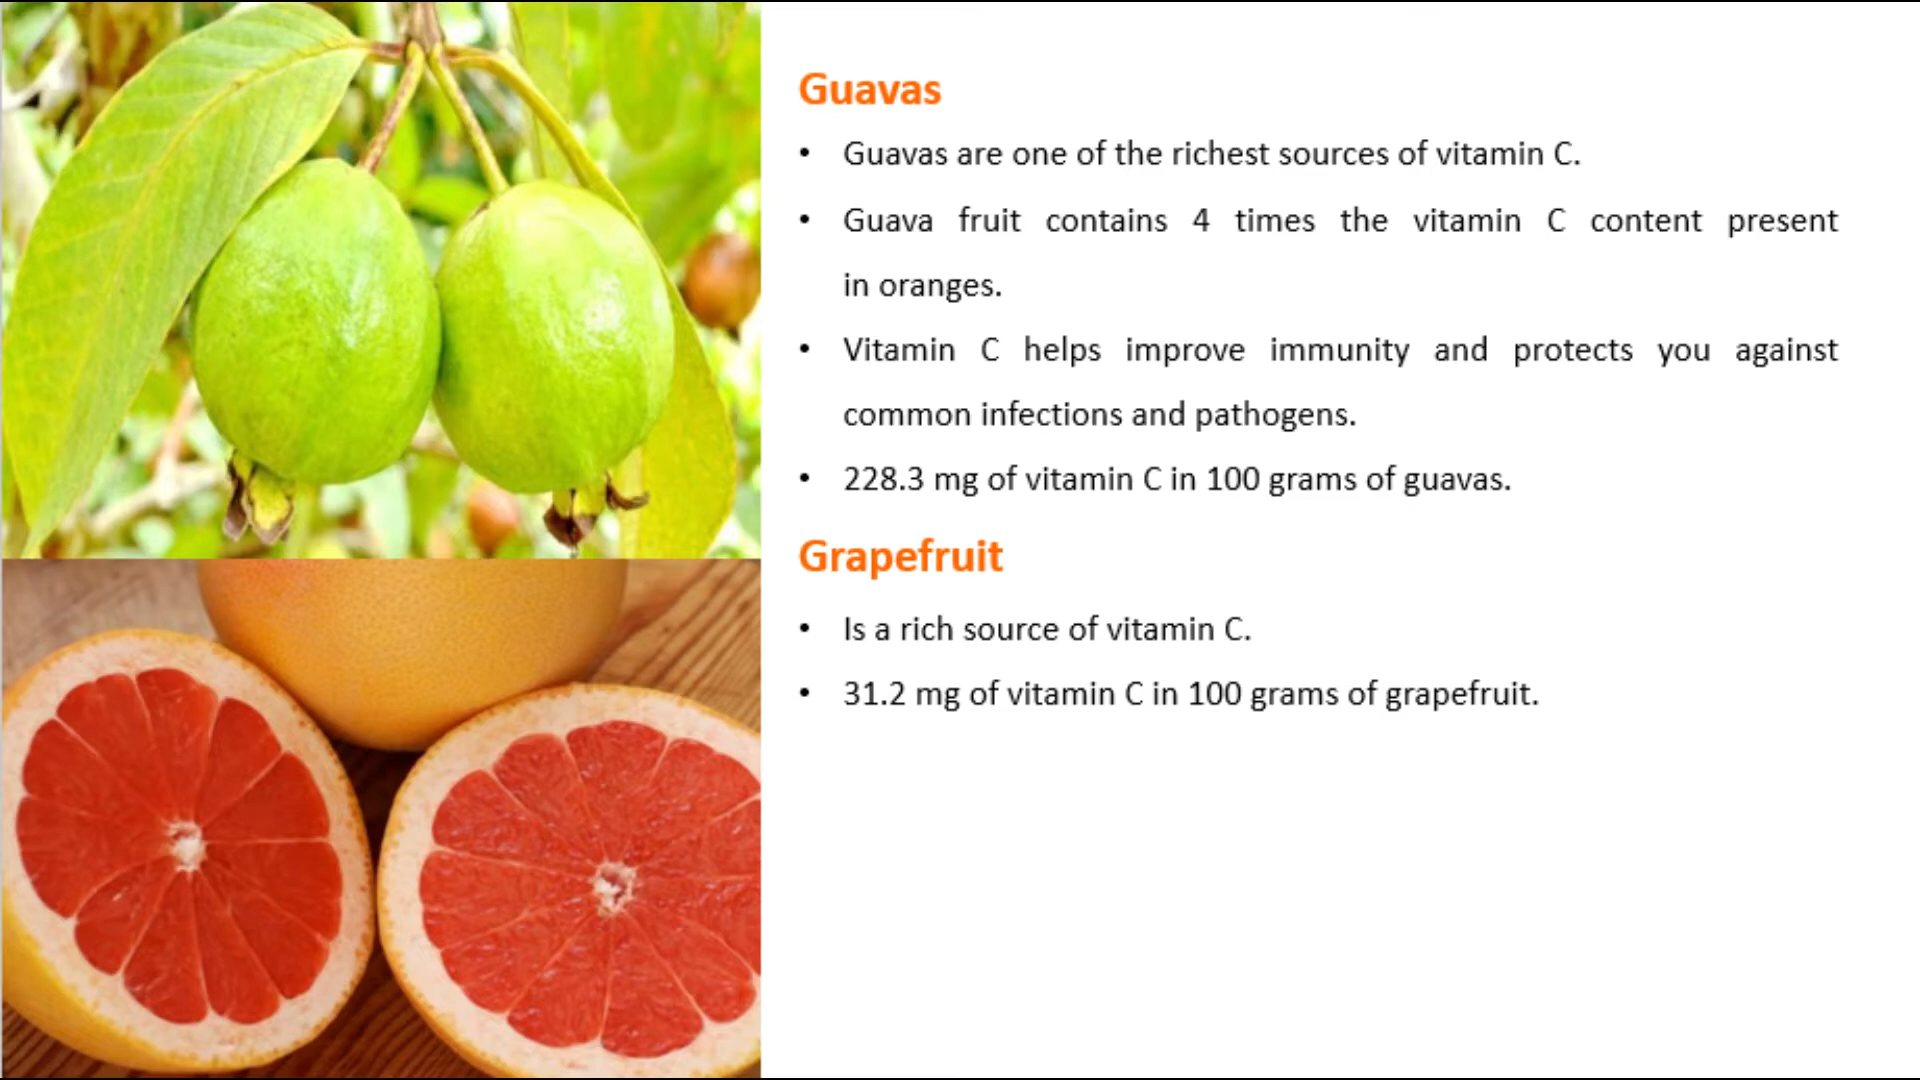 Guavas
• Guavas are one of the richest sources of vitamin C.
• Guava fruit contains 4 times the vitamin C content present
in oranges.
• Vitamin C helps improve immunity and protects you against
common infections and pathogens.
• 228.3 mg of vitamin C in 100 grams of guavas.
Grapefruit
• Is a rich source of vitamin C.
• 31.2 mg of vitamin C in 100 grams of grapefruit.